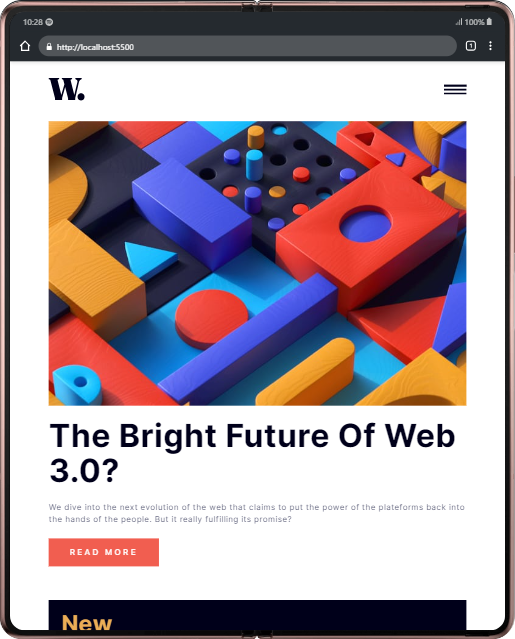 10:28
100%
http://localhost:5500
1
W.
The Bright Future Of Web
3.0?
We dive into the next evolution of the web that claims to put the power of the plateforms back into
the hands of the people. But it really fulfilling its promise?
READ MORE
New